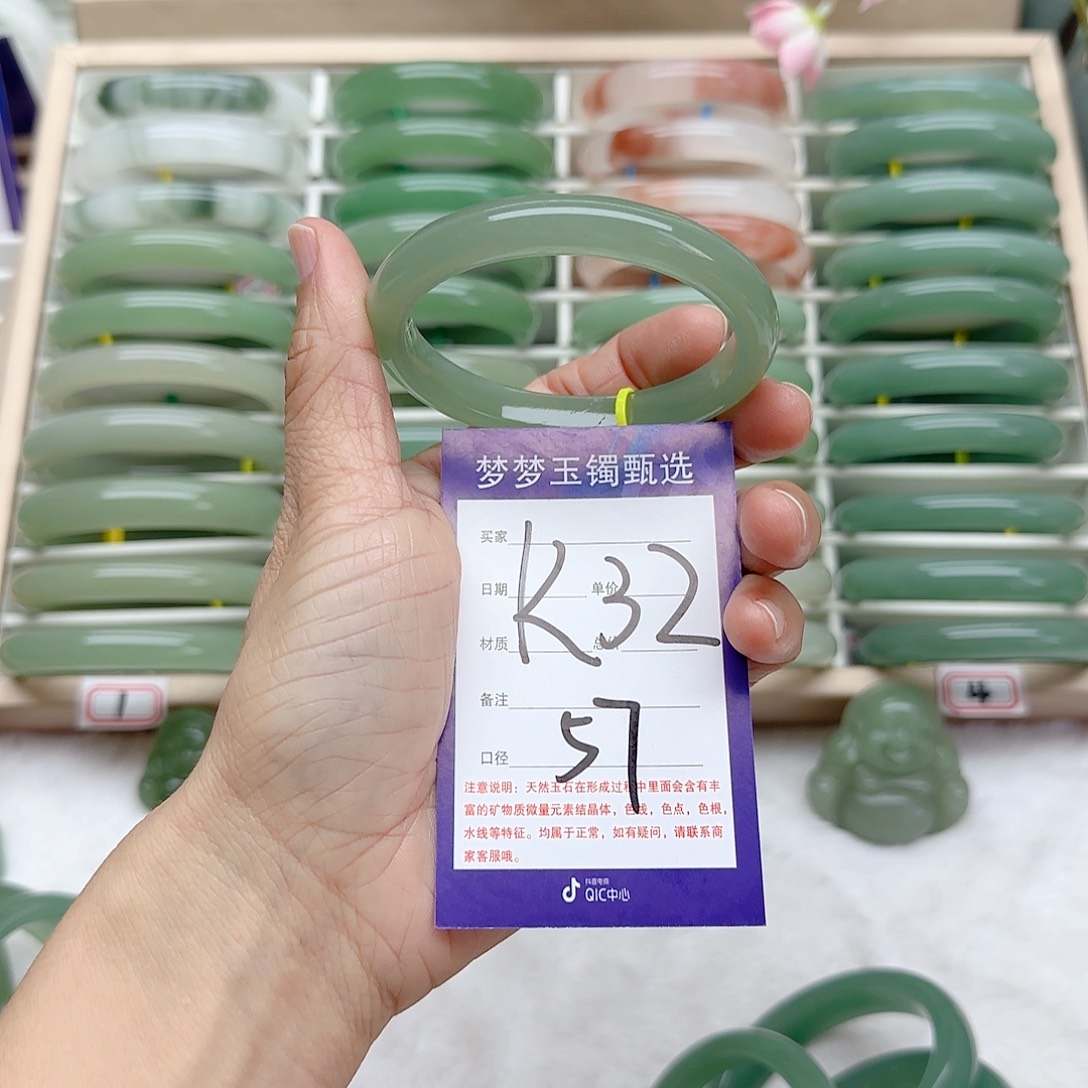 梦梦玉镯甄选
买家
K32
日期 单价
材质 总价
备注
57
口径
注意说明：天然玉石在形成过程中里面会含有丰
富的矿物质微量元素结晶体，色线，色点，色根，
水线等特征。均属于正常，如有疑问，请联系商
家客服哦。
抖音电商
QIC中心
1
4